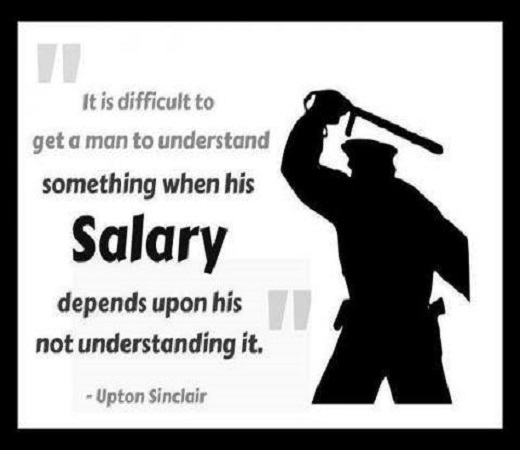 "
It is difficult to
get a man to understand
something when his
Salary
depends upon his
not understanding it.
"
- Upton Sinclair